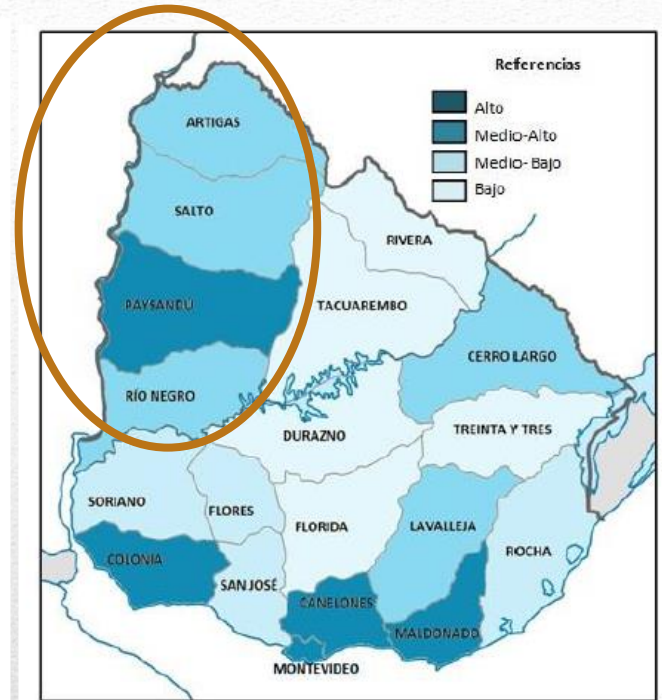 Referencias
Alto
Medio-Alto
Medio-Bajo
Bajo
ARTIGAS
SALTO
RIVERA
PAYSANDÚ
TACUAREMBO
CERRO LARGO
RÍO NEGRO
DURAZNO
TREINTA Y TRES
SORIANO
FLORES
FLORIDA
LAVALLEJA
ROCHA
COLONIA
SAN JOSÉ
CANELONES
MALDONADO
MONTEVIDEO